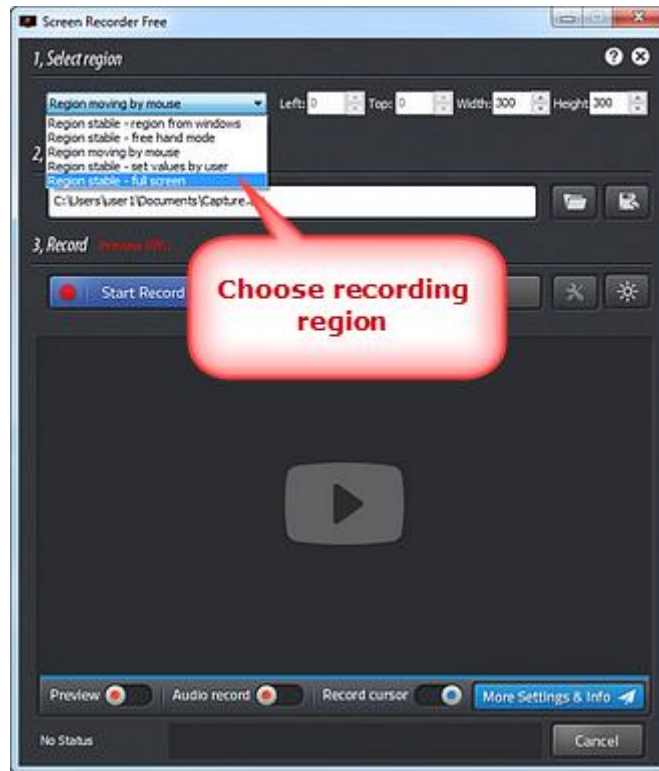 Screen Recorder Free
1, Select region
Region moving by mouse Left: 0 Top: 0 Width: 300 Height 300
Region stable - region from windows
Region stable - free hand mode
2, Region moving by mouse
Region stable - set values by user
Region stable - full screen
C:\Users\user1\Documents\Capture...
3, Record Preview Off...
Start Record
Choose recording
region
Preview Audio record Record cursor More Settings & Info
No Status Cancel